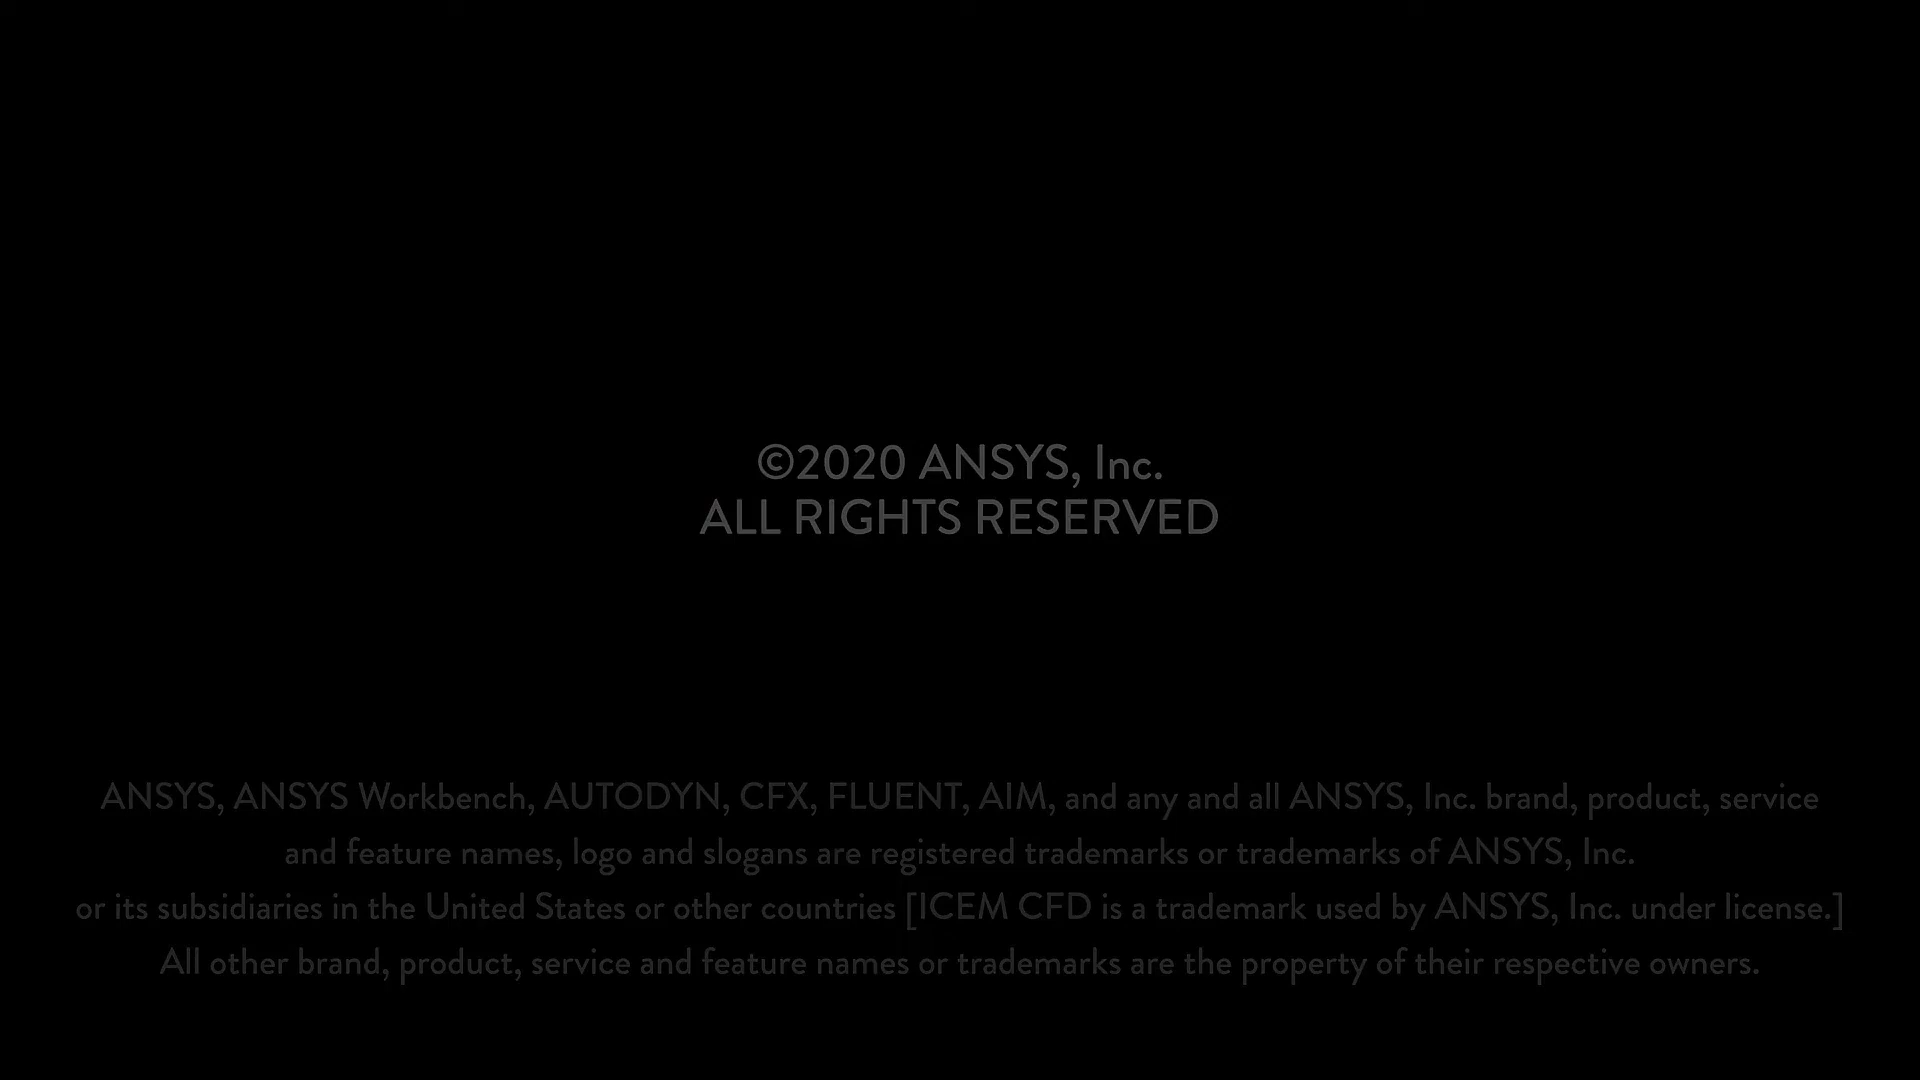 ©2020 ANSYS, Inc.
ALL RIGHTS RESERVED
ANSYS, ANSYS Workbench, AUTODYN, CFX, FLUENT, AIM, and any and all ANSYS, Inc. brand, product, service
and feature names, logo and slogans are registered trademarks or trademarks of ANSYS, Inc.
or its subsidiaries in the United States or other countries [ICEM CFD is a trademark used by ANSYS, Inc. under license.]
All other brand, product, service and feature names or trademarks are the property of their respective owners.